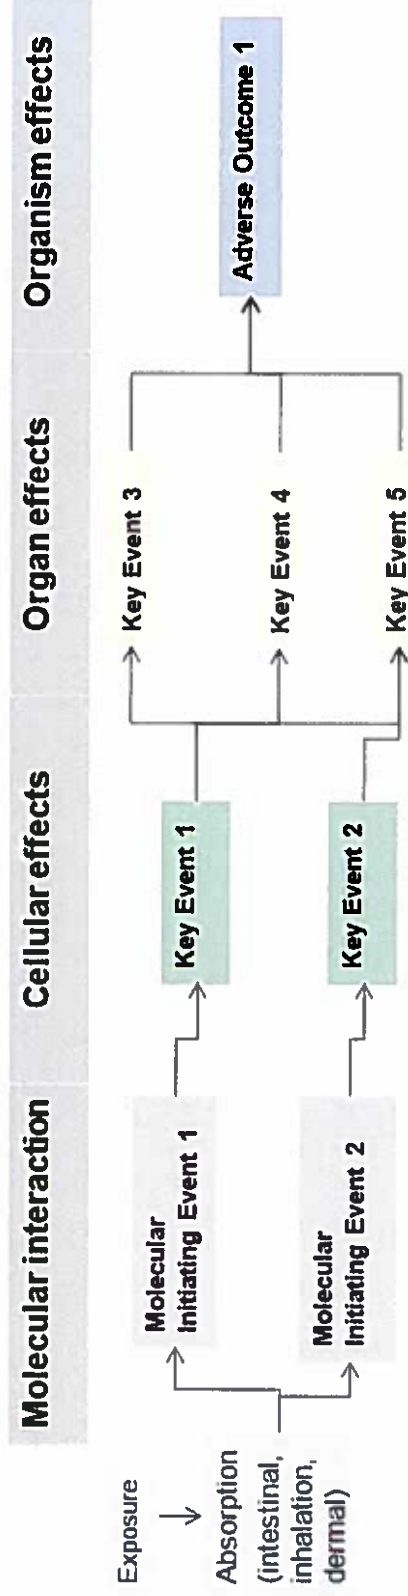 Molecular interaction
Cellular effects
Organ effects
Organism effects
Exposure
Absorption
(intestinal,
inhalation,
dermal)
Molecular
Initiating Event 1
Molecular
Initiating Event 2
Key Event 1
Key Event 2
Key Event 3
Key Event 4
Key Event 5
Adverse Outcome 1